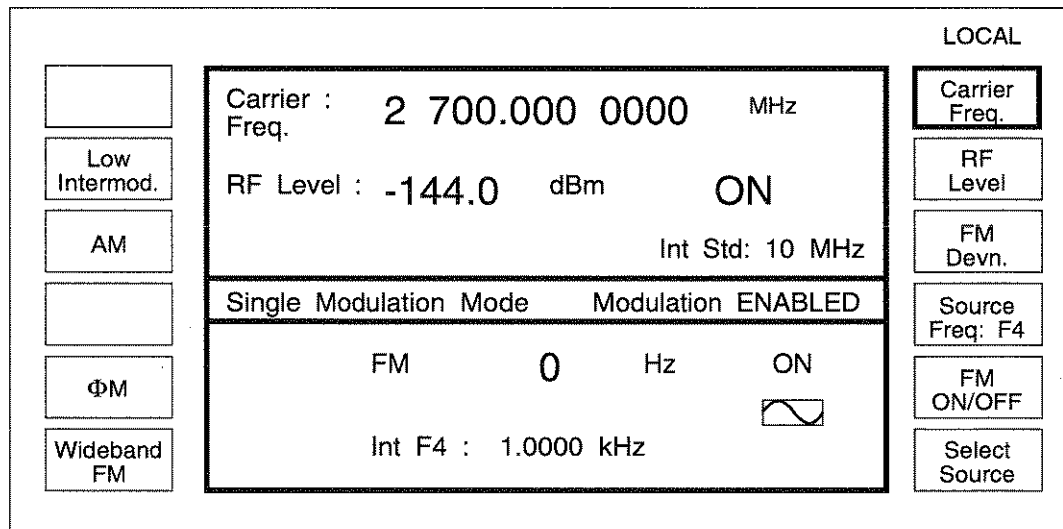 LOCAL
Low
Intermod.
AM
ΦM
Wideband
FM
Carrier :
Freq.
2 700.000 0000 MHz
RF Level : -144.0 dBm ON
Int Std: 10 MHz
Single Modulation Mode Modulation ENABLED
FM 0 Hz ON
Int F4 : 1.0000 kHz
Carrier
Freq.
RF
Level
FM
Devn.
Source
Freq: F4
FM
ON/OFF
Select
Source